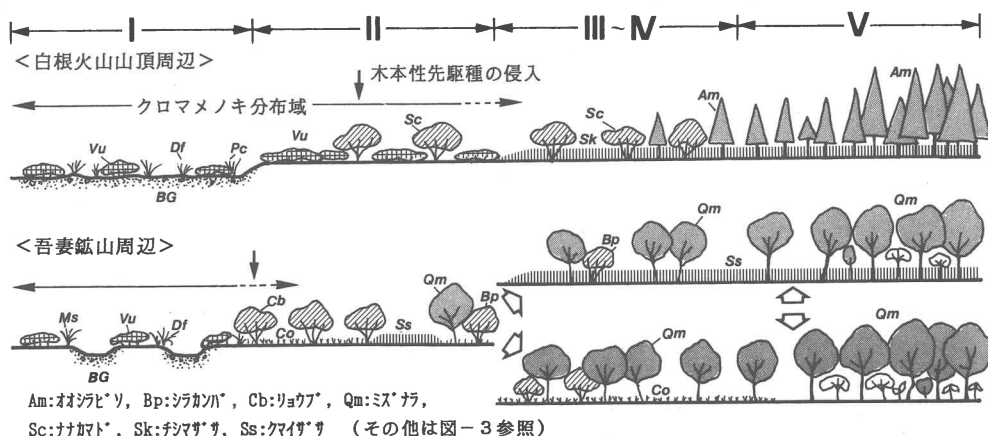 I II III~IV V
<白根火山山頂周辺>
木本性先駆種の侵入
クロマメノキ分布域
Vu Df Pc Vu Sc Sc Sk Am Am
BG
<吾妻鉱山周辺>
Qm Bp Ss Qm
Ms Vu Df Cb Co Ss Qm Bp
BG
Qm Co Qm
Am:オオシラビソ, Bp:シラカンバ, Cb:リョウブ, Qm:ミズナラ,
Sc:ナナカマド, Sk:チシマザサ, Ss:クマイザサ (その他は図-3参照)